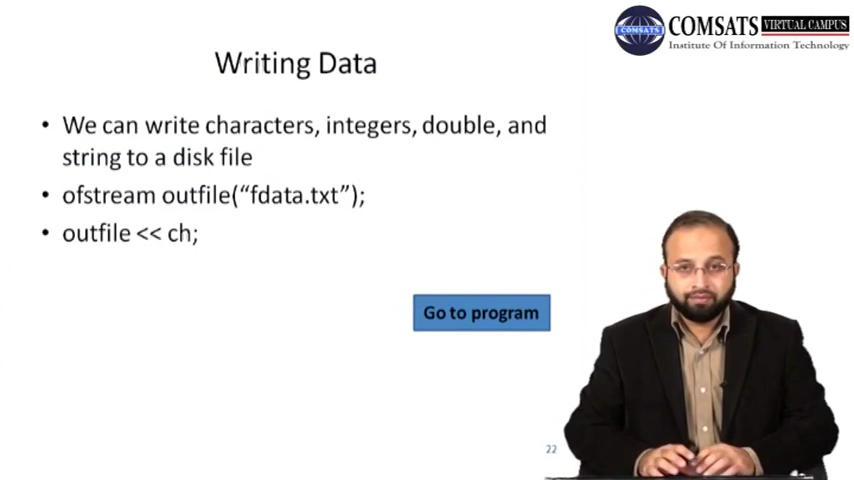 COMSATS VIRTUAL CAMPUS
COMSATS
Institute Of Information Technology
Writing Data
• We can write characters, integers, double, and
string to a disk file
• ofstream outfile(“fdata.txt”);
• outfile << ch;
Go to program
22